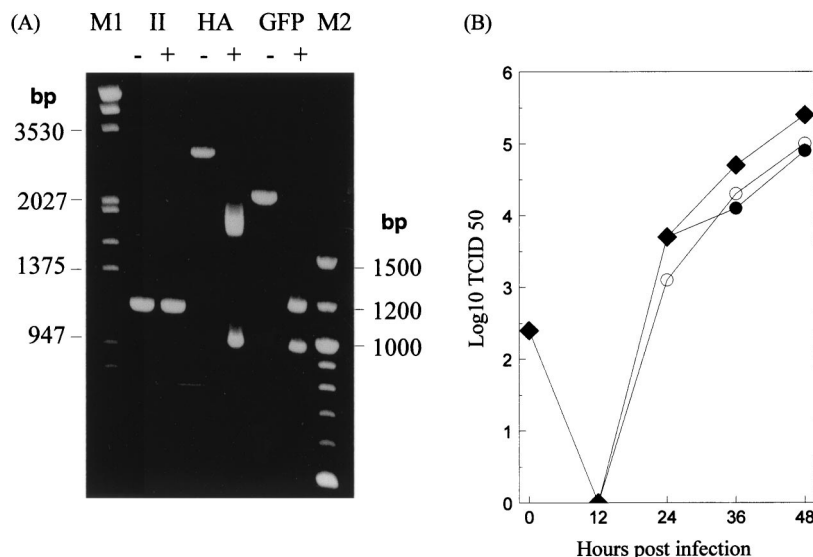 (A) M1 II HA GFP M2
- + - + - +
bp
3530
2027
1375
947
bp
1500
1200
1000
(B)
6
5
4
3
2
1
0
Log10 TCID 50
0 12 24 36 48
Hours post infection